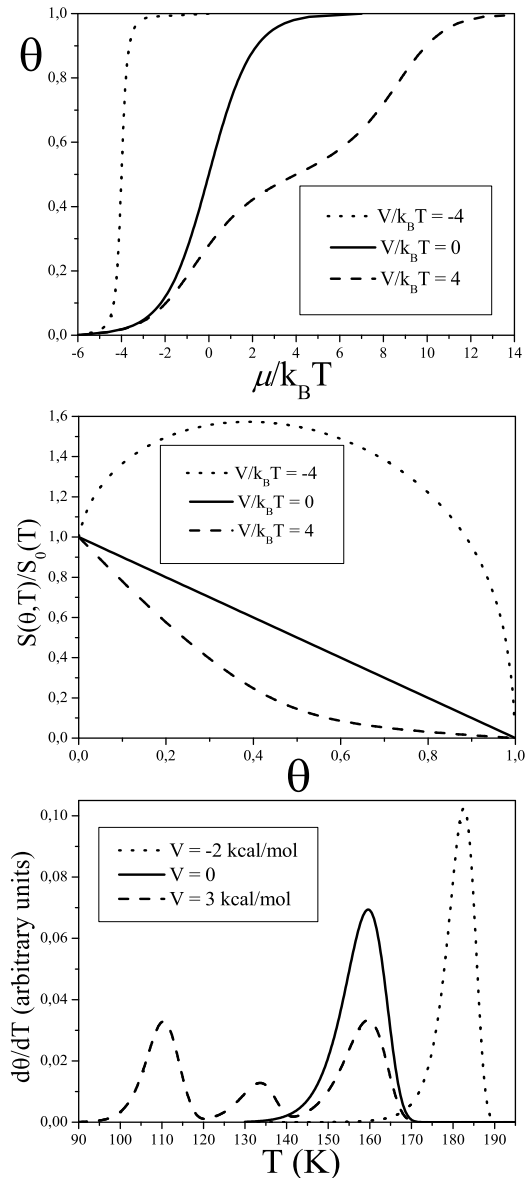 θ
1,0
0,8
0,6
0,4
0,2
0,0
V/k_BT = -4
V/k_BT = 0
V/k_BT = 4
-6 -4 -2 0 2 4 6 8 10 12 14
μ/k_BT
S(θ,T)/S_0(T)
1,6
1,4
1,2
1,0
0,8
0,6
0,4
0,2
0,0
V/k_BT = -4
V/k_BT = 0
V/k_BT = 4
0,0 0,2 0,4 0,6 0,8 1,0
θ
dθ/dT (arbitrary units)
0,10
0,08
0,06
0,04
0,02
0,00
V = -2 kcal/mol
V = 0
V = 3 kcal/mol
90 100 110 120 130 140 150 160 170 180 190
T (K)